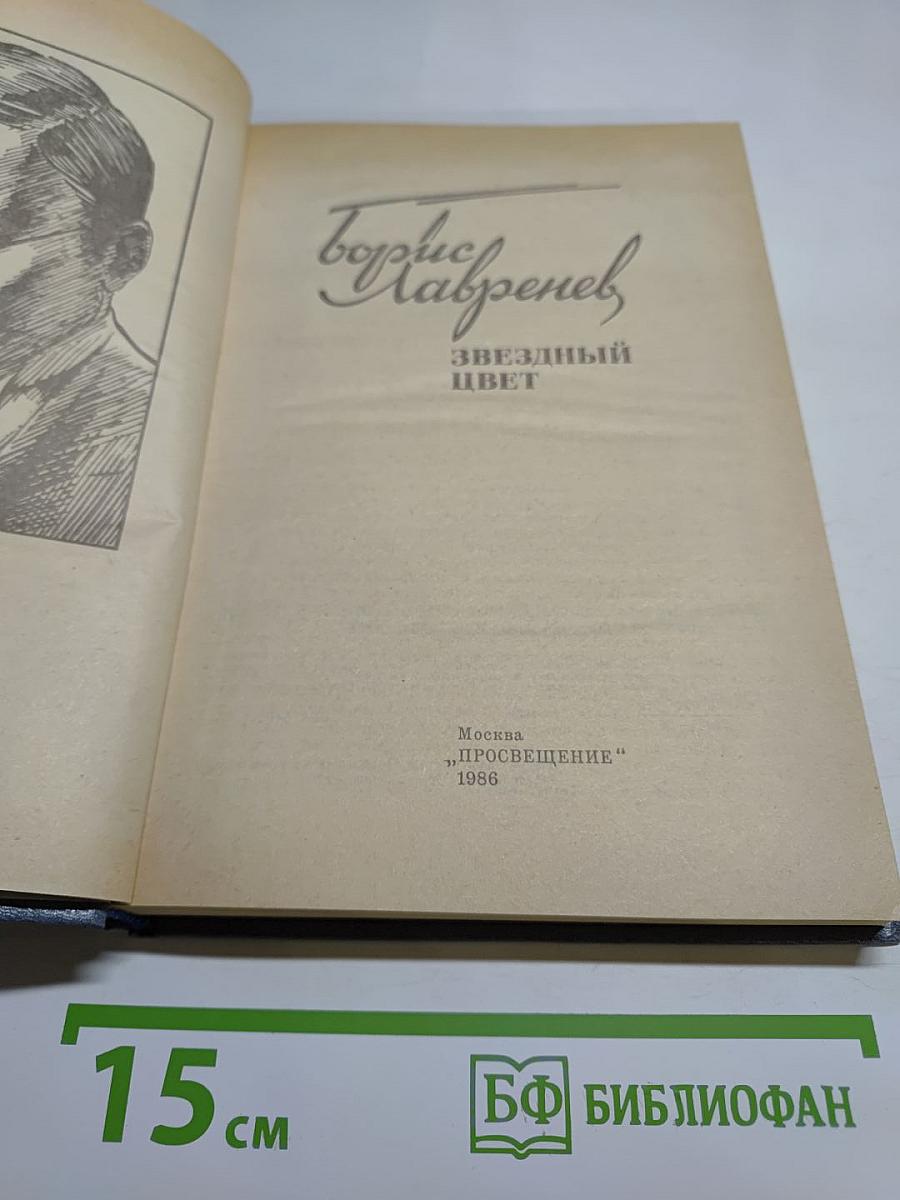 Борис
Лавренев
ЗВЕЗДНЫЙ
ЦВЕТ
Москва
„ПРОСВЕЩЕНИЕ“
1986
15 см
БФ БИБЛИОФАН